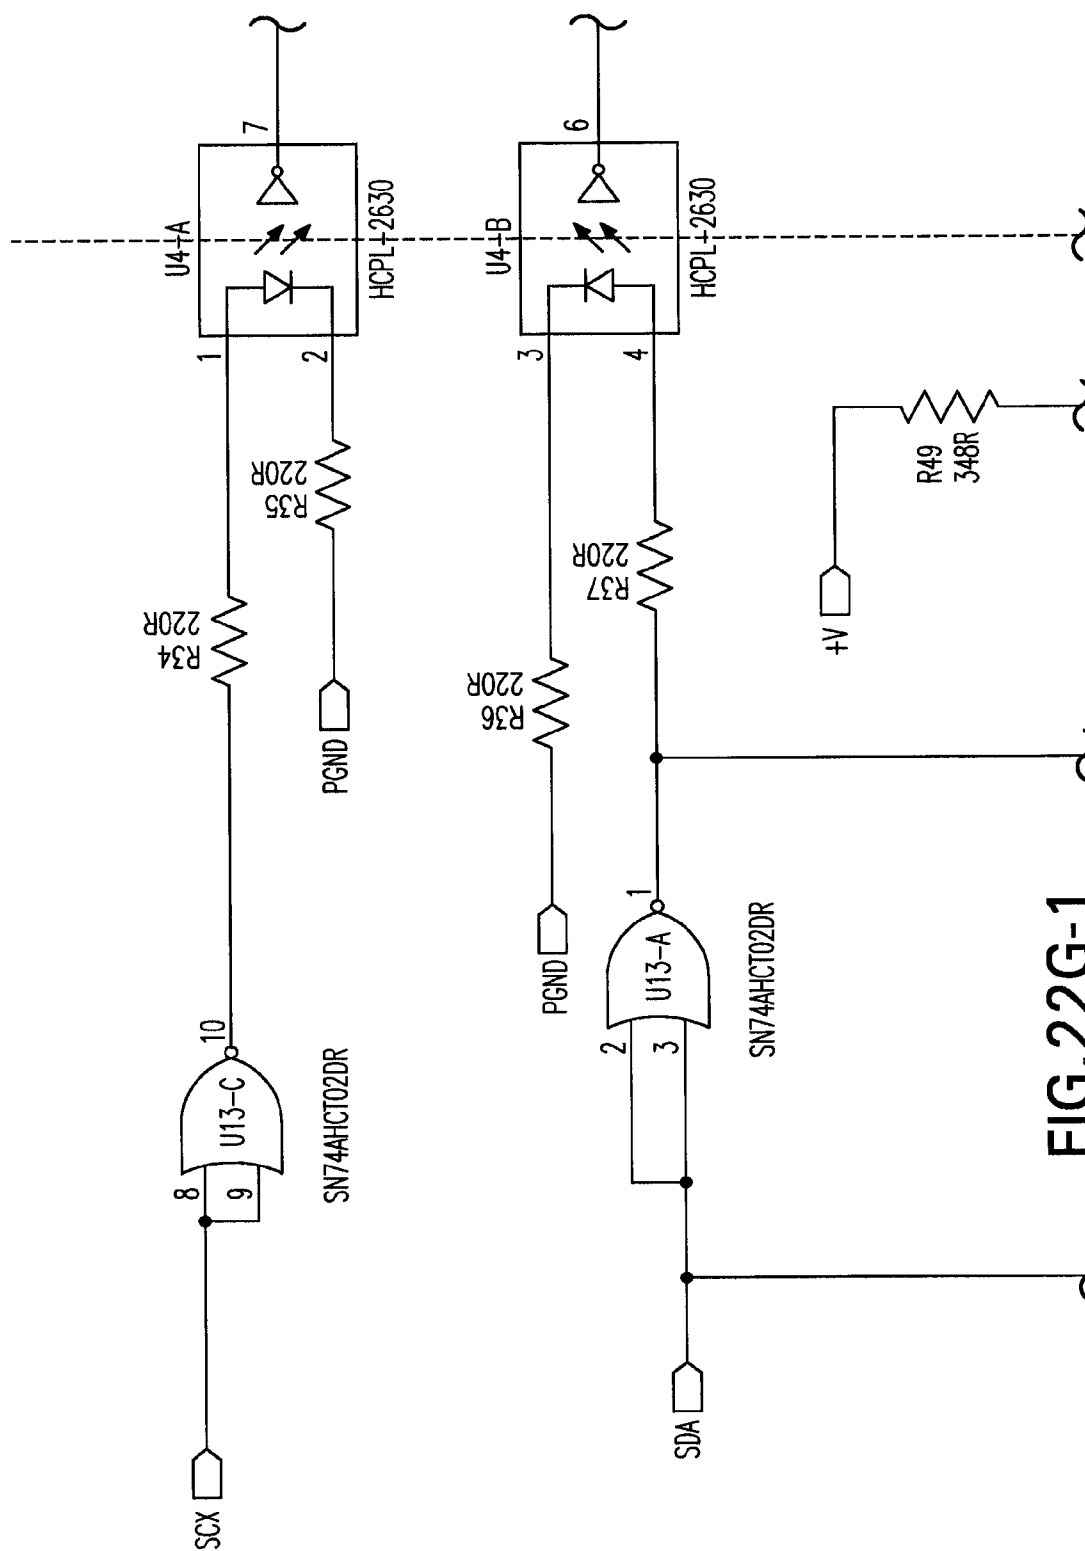 U4-A
7
1
2
HCPL-2630
R34
220R
R35
220R
PGND
10
U13-C
8
9
SN74AHCT02DR
SCX
U4-B
6
3
4
HCPL-2630
R36
220R
R37
220R
PGND
1
U13-A
2
3
SN74AHCT02DR
SDA
+V
R49
348R
FIG.22G-1